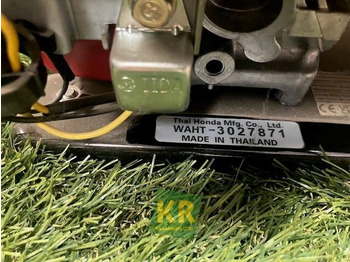 Thai Honda Mfg. Co., Ltd.
WAHT-3027871
MADE IN THAILAND
KR